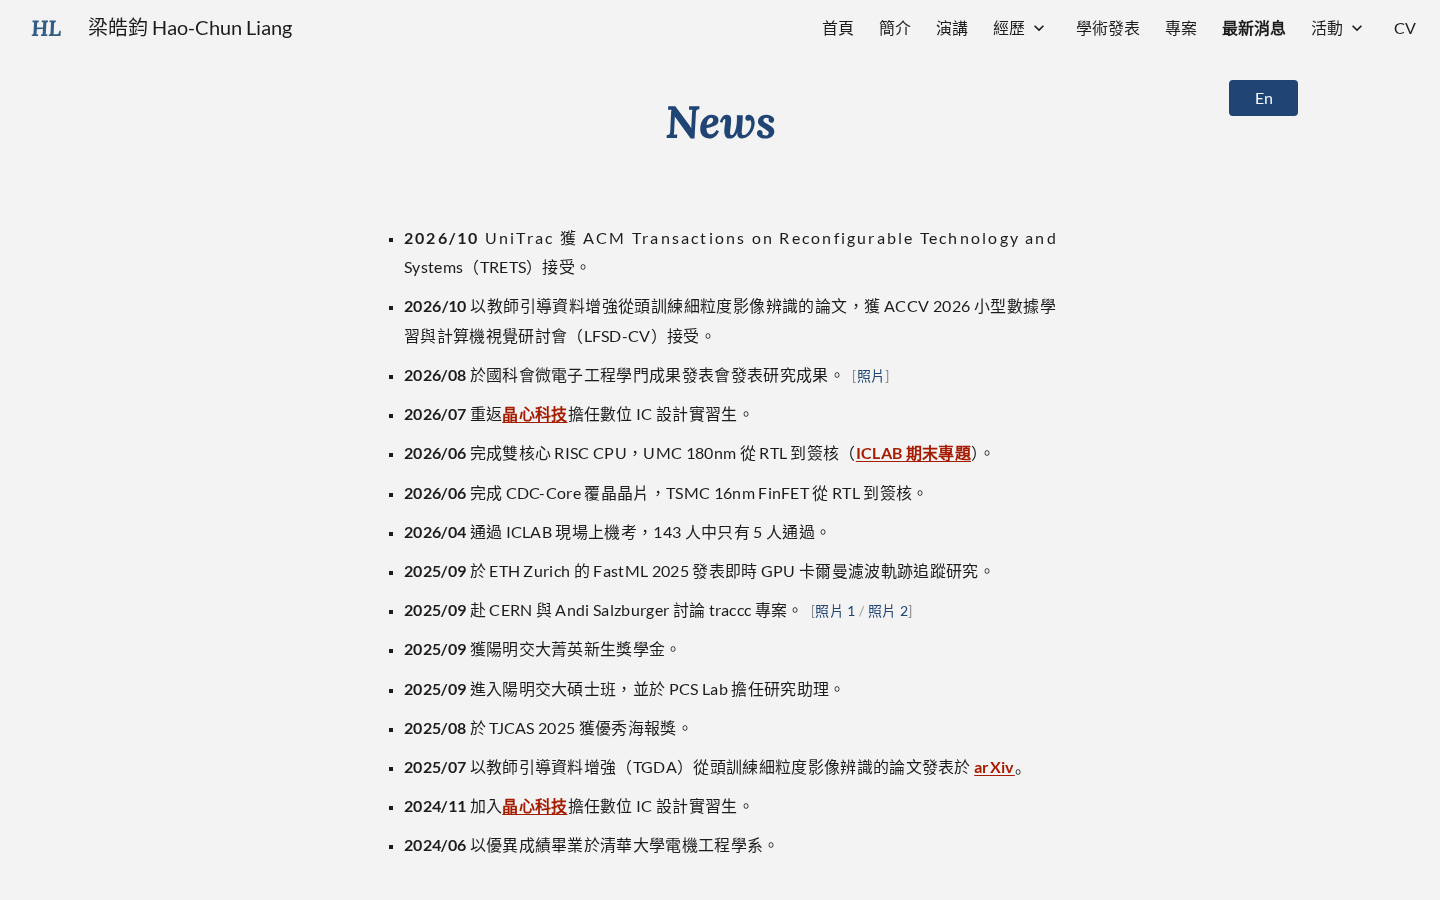 HL 梁皓鈞 Hao-Chun Liang 首頁 簡介 演講 經歷 學術發表 專案 最新消息 活動 CV
En
News
2026/10 UniTrac 獲 ACM Transactions on Reconfigurable Technology and
Systems（TRETS）接受。
2026/10 以教師引導資料增強從頭訓練細粒度影像辨識的論文，獲 ACCV 2026 小型數據學
習與計算機視覺研討會（LFSD-CV）接受。
2026/08 於國科會微電子工程學門成果發表會發表研究成果。 [照片]
2026/07 重返晶心科技擔任數位 IC 設計實習生。
2026/06 完成雙核心 RISC CPU，UMC 180nm 從 RTL 到簽核（ICLAB 期末專題）。
2026/06 完成 CDC-Core 覆晶晶片，TSMC 16nm FinFET 從 RTL 到簽核。
2026/04 通過 ICLAB 現場上機考，143 人中只有 5 人通過。
2025/09 於 ETH Zurich 的 FastML 2025 發表即時 GPU 卡爾曼濾波軌跡追蹤研究。
2025/09 赴 CERN 與 Andi Salzburger 討論 traccc 專案。 [照片 1 / 照片 2]
2025/09 獲陽明交大菁英新生獎學金。
2025/09 進入陽明交大碩士班，並於 PCS Lab 擔任研究助理。
2025/08 於 TJCAS 2025 獲優秀海報獎。
2025/07 以教師引導資料增強（TGDA）從頭訓練細粒度影像辨識的論文發表於 arXiv。
2024/11 加入晶心科技擔任數位 IC 設計實習生。
2024/06 以優異成績畢業於清華大學電機工程學系。